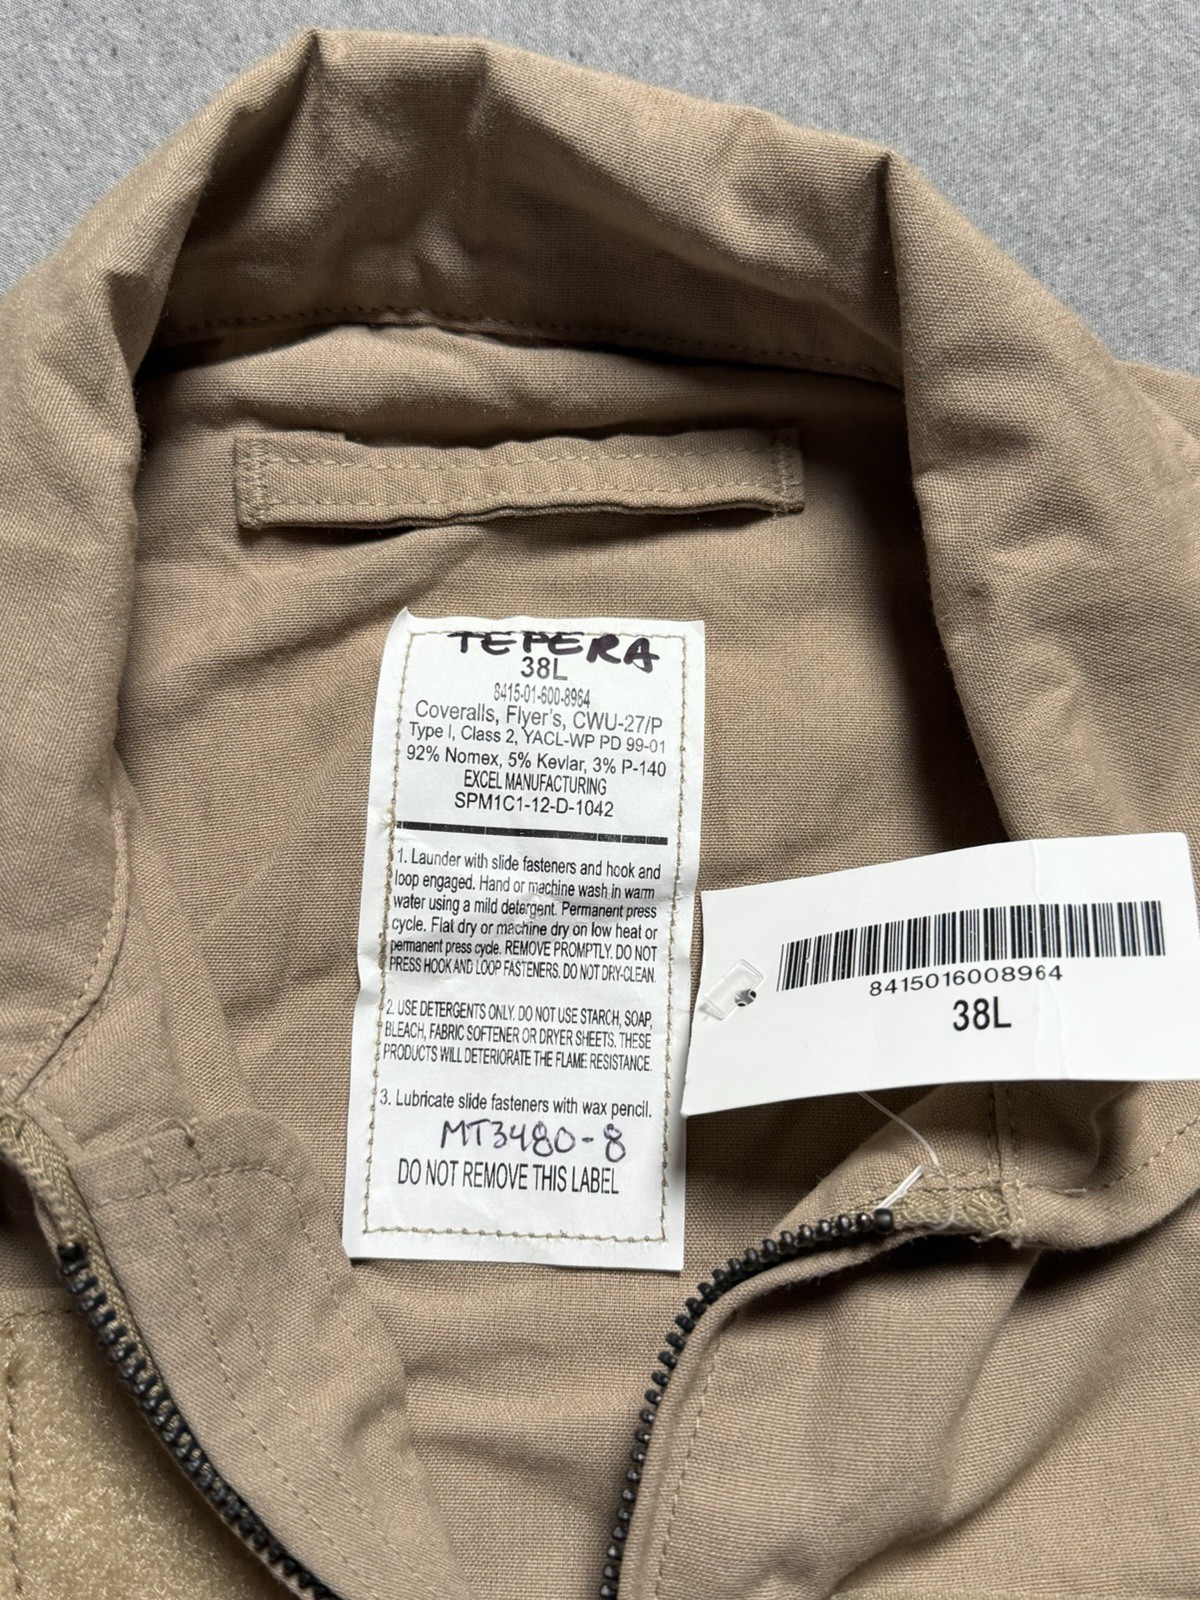 TEPERA
38L
8415-01-600-8964
Coveralls, Flyer's, CWU-27/P
Type I, Class 2, YACL-WP PD 99-01
92% Nomex, 5% Kevlar, 3% P-140
EXCEL MANUFACTURING
SPM1C1-12-D-1042
1. Launder with slide fasteners and hook and
loop engaged. Hand or machine wash in warm
water using a mild detergent. Permanent press
cycle. Flat dry or machine dry on low heat or
permanent press cycle. REMOVE PROMPTLY. DO NOT
PRESS HOOK AND LOOP FASTENERS. DO NOT DRY-CLEAN.
2. USE DETERGENTS ONLY. DO NOT USE STARCH, SOAP,
BLEACH, FABRIC SOFTENER OR DRYER SHEETS. THESE
PRODUCTS WILL DETERIORATE THE FLAME RESISTANCE.
3. Lubricate slide fasteners with wax pencil.
MT3480-8
DO NOT REMOVE THIS LABEL
8415016008964
38L